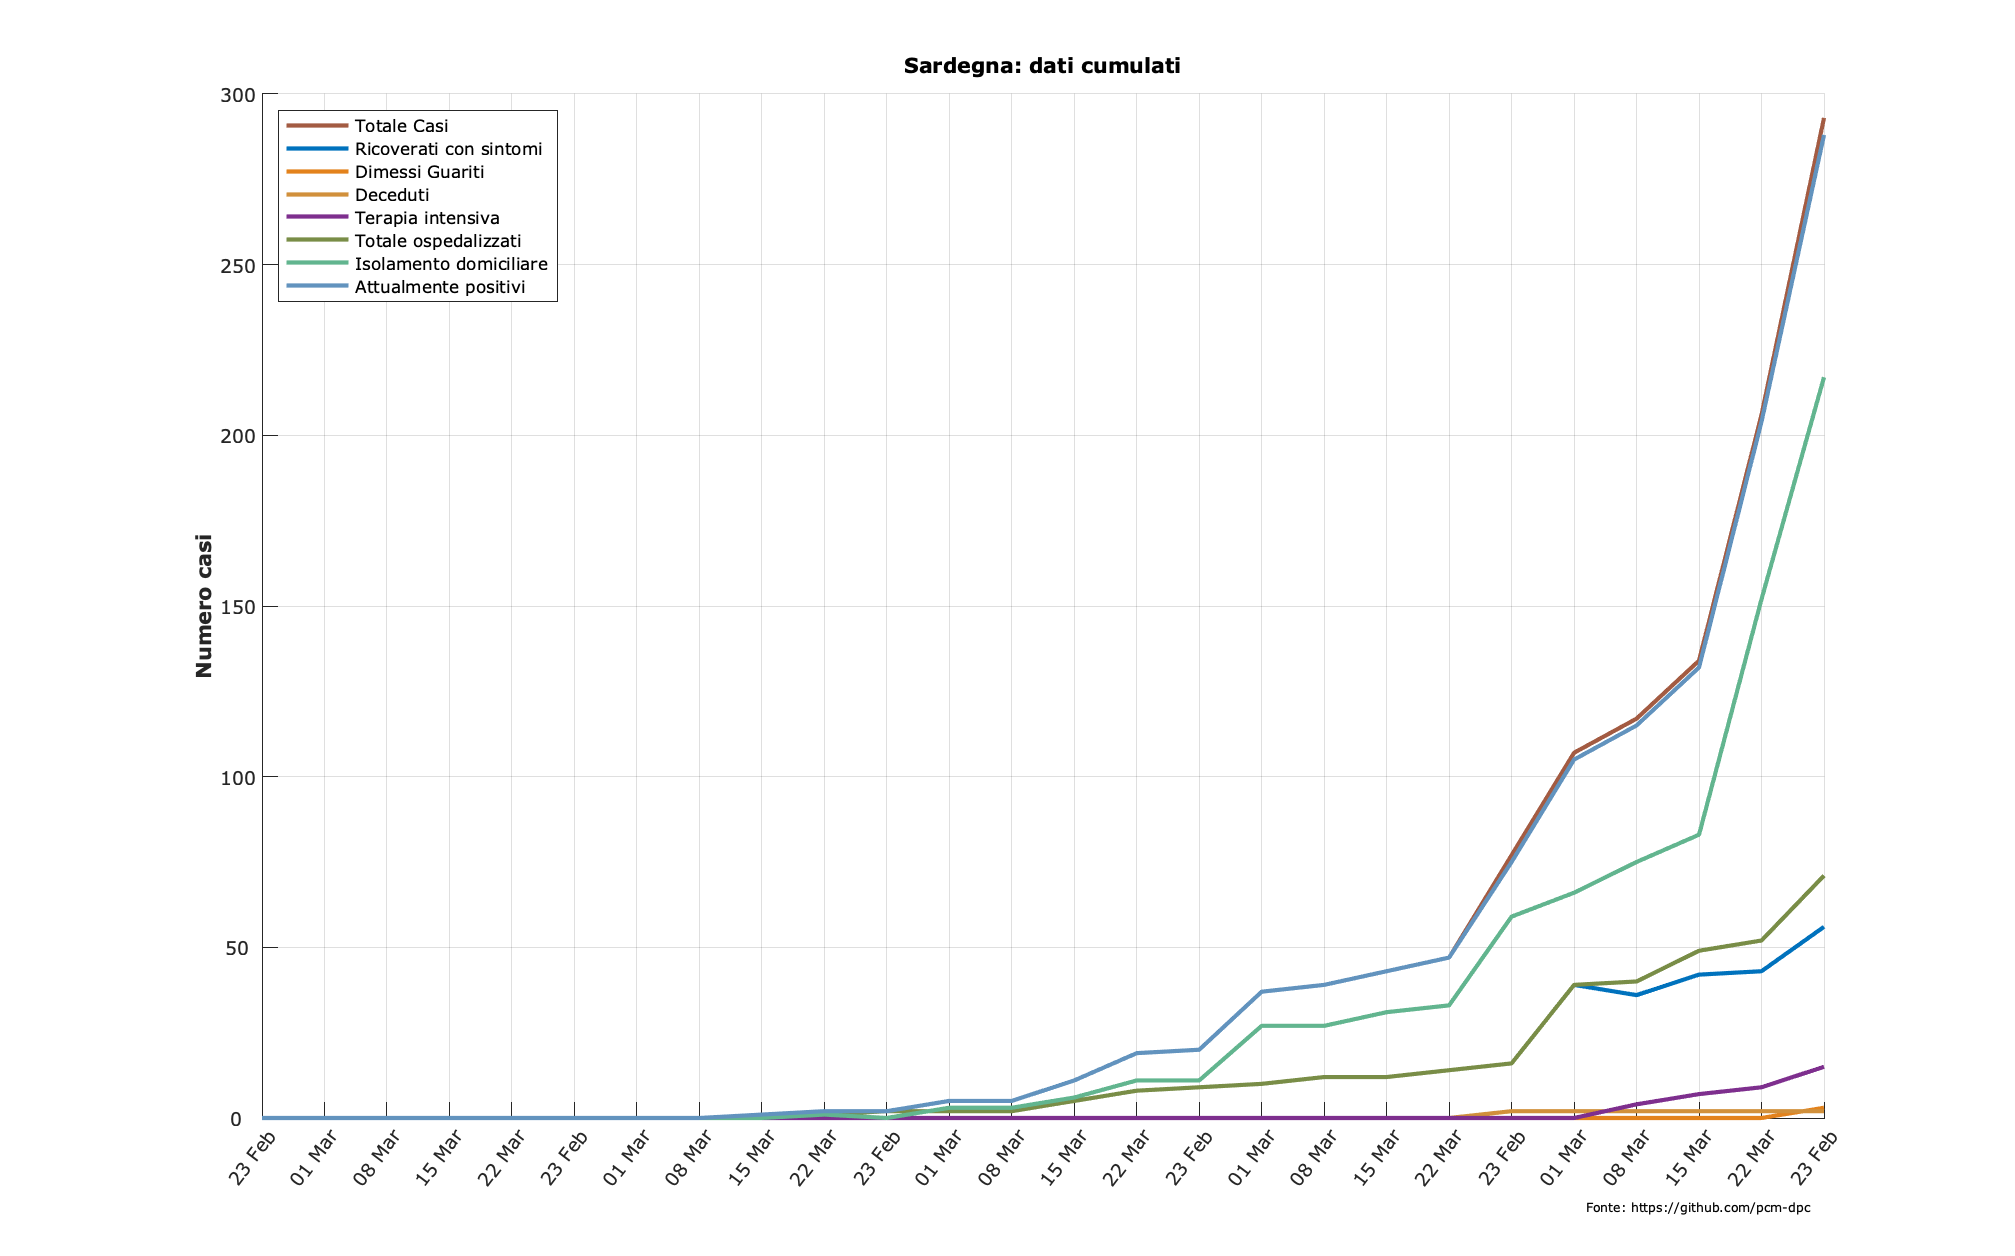 Sardegna: dati cumulati
300
250
200
150
100
50
0
Numero casi
Totale Casi
Ricoverati con sintomi
Dimessi Guariti
Deceduti
Terapia intensiva
Totale ospedalizzati
Isolamento domiciliare
Attualmente positivi
23 Feb
01 Mar
08 Mar
15 Mar
22 Mar
23 Feb
01 Mar
08 Mar
15 Mar
22 Mar
23 Feb
01 Mar
08 Mar
15 Mar
22 Mar
23 Feb
01 Mar
08 Mar
15 Mar
22 Mar
23 Feb
01 Mar
08 Mar
15 Mar
22 Mar
23 Feb
Fonte: https://github.com/pcm-dpc